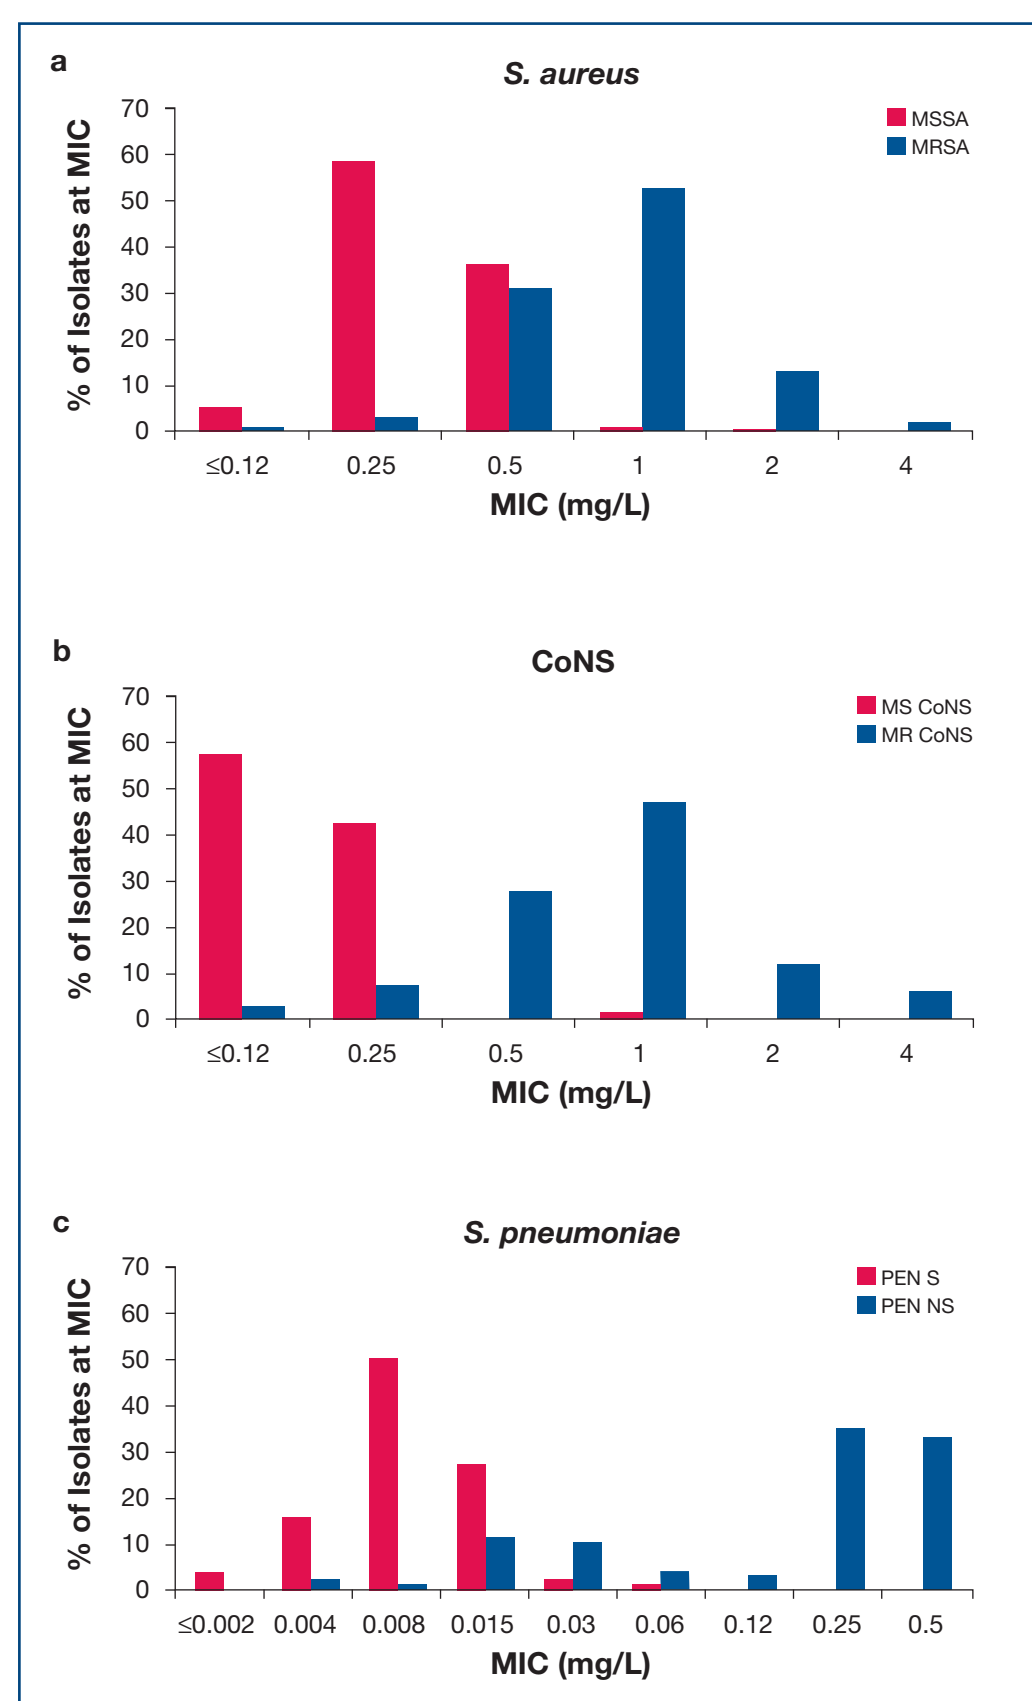 a
S. aureus
MSSA
MRSA
% of Isolates at MIC
70
60
50
40
30
20
10
0
≤0.12 0.25 0.5 1 2 4
MIC (mg/L)
b
CoNS
MS CoNS
MR CoNS
% of Isolates at MIC
70
60
50
40
30
20
10
0
≤0.12 0.25 0.5 1 2 4
MIC (mg/L)
c
S. pneumoniae
PEN S
PEN NS
% of Isolates at MIC
70
60
50
40
30
20
10
0
≤0.002 0.004 0.008 0.015 0.03 0.06 0.12 0.25 0.5
MIC (mg/L)